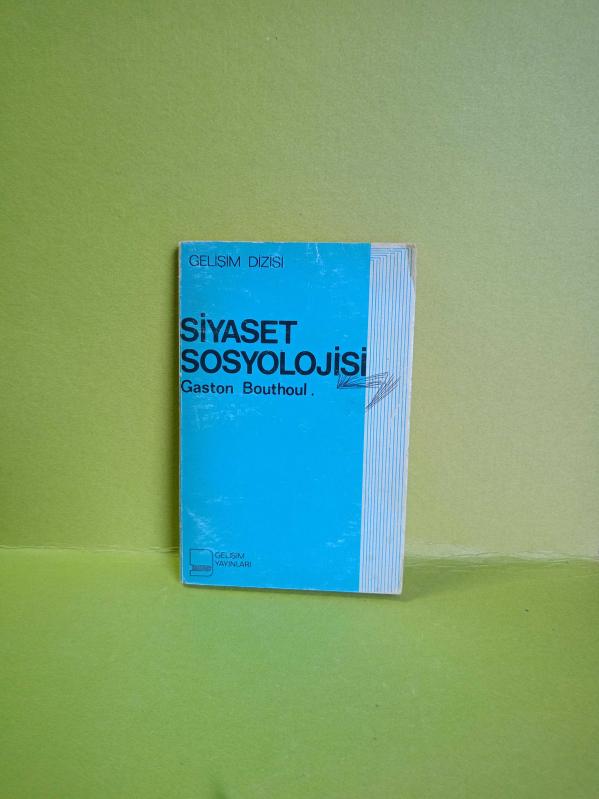 GELİŞİM DİZİSİ
SİYASET
SOSYOLOJİSİ
Gaston Bouthoul.
GELİŞİM
YAYINLARI